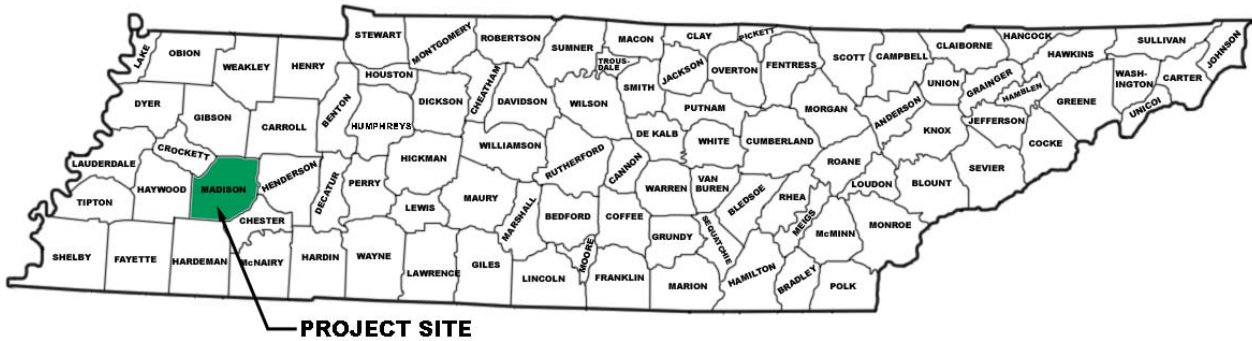 LAKE
OBION
WEAKLEY
HENRY
STEWART
MONTGOMERY
ROBERTSON
SUMNER
MACON
TROUS-
DALE
CLAY
PICKETT
SCOTT
CAMPBELL
CLAIBORNE
HANCOCK
HAWKINS
SULLIVAN
JOHNSON
DYER
GIBSON
CARROLL
BENTON
HOUSTON
HUMPHREYS
DICKSON
CHEATHAM
DAVIDSON
WILSON
SMITH
JACKSON
OVERTON
FENTRESS
PUTNAM
MORGAN
ANDERSON
UNION
GRAINGER
HAMBLEN
JEFFERSON
GREENE
WASH-
INGTON
CARTER
UNICOI
LAUDERDALE
CROCKETT
HAYWOOD
MADISON
HENDERSON
DECATUR
PERRY
HICKMAN
WILLIAMSON
RUTHERFORD
CANNON
DE KALB
WHITE
CUMBERLAND
ROANE
KNOX
LOUDON
BLOUNT
SEVIER
COCKE
TIPTON
CHESTER
LEWIS
MAURY
MARSHALL
BEDFORD
COFFEE
WARREN
VAN
BUREN
BLEDSOE
RHEA
MEIGS
McMINN
MONROE
SHELBY
FAYETTE
HARDEMAN
McNAIRY
HARDIN
WAYNE
LAWRENCE
GILES
LINCOLN
MOORE
FRANKLIN
GRUNDY
SEQUATCHIE
MARION
HAMILTON
BRADLEY
POLK
PROJECT SITE